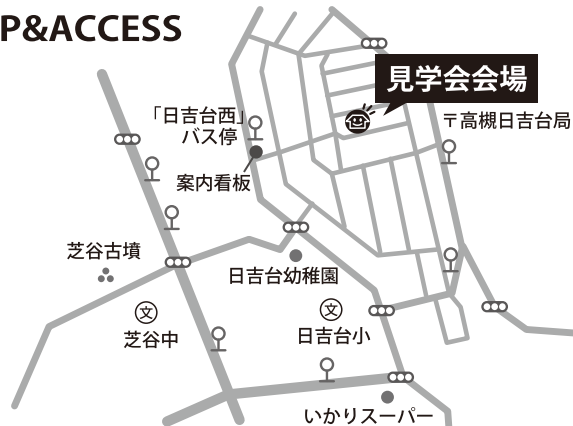 P&ACCESS
見学会会場
「日吉台西」
バス停
〒高槻日吉台局
案内看板
芝谷古墳
日吉台幼稚園
文
芝谷中
文
日吉台小
いかりスーパー